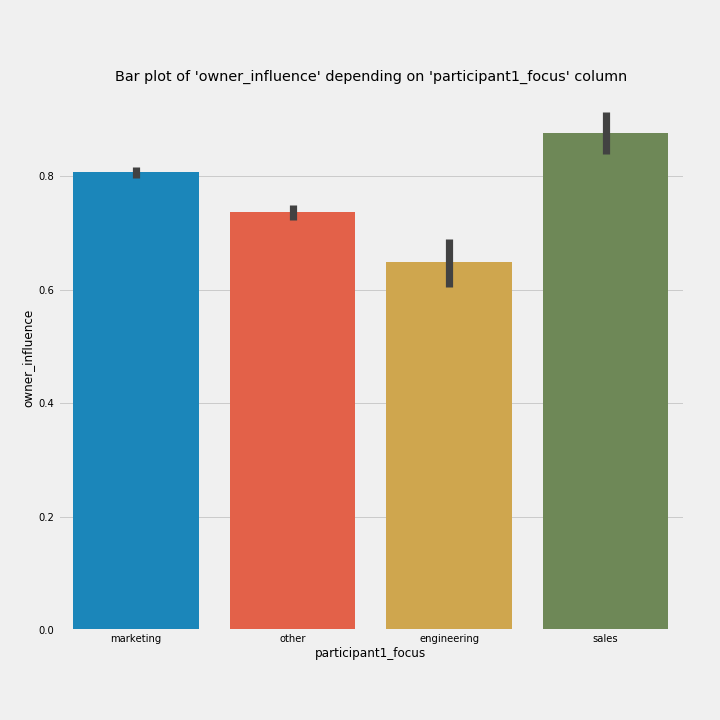 Bar plot of 'owner_influence' depending on 'participant1_focus' column
owner_influence
0.8
0.6
0.4
0.2
0.0
marketing other engineering sales
participant1_focus